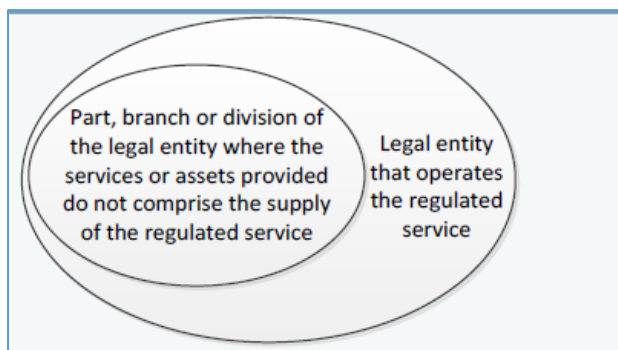 Part, branch or division of
the legal entity where the
services or assets provided
do not comprise the supply
of the regulated service
Legal entity
that operates
the regulated
service